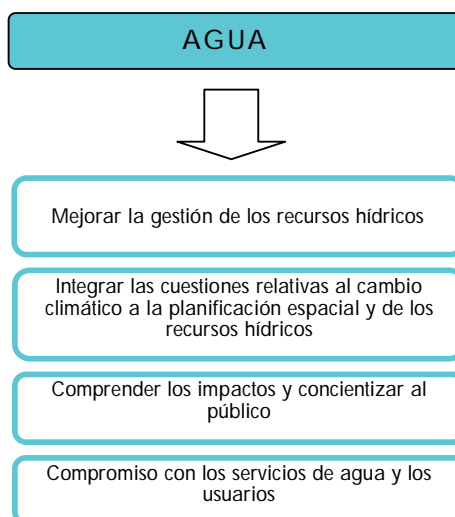 AGUA
Mejorar la gestión de los recursos hídricos
Integrar las cuestiones relativas al cambio
climático a la planificación espacial y de los
recursos hídricos
Comprender los impactos y concientizar al
público
Compromiso con los servicios de agua y los
usuarios